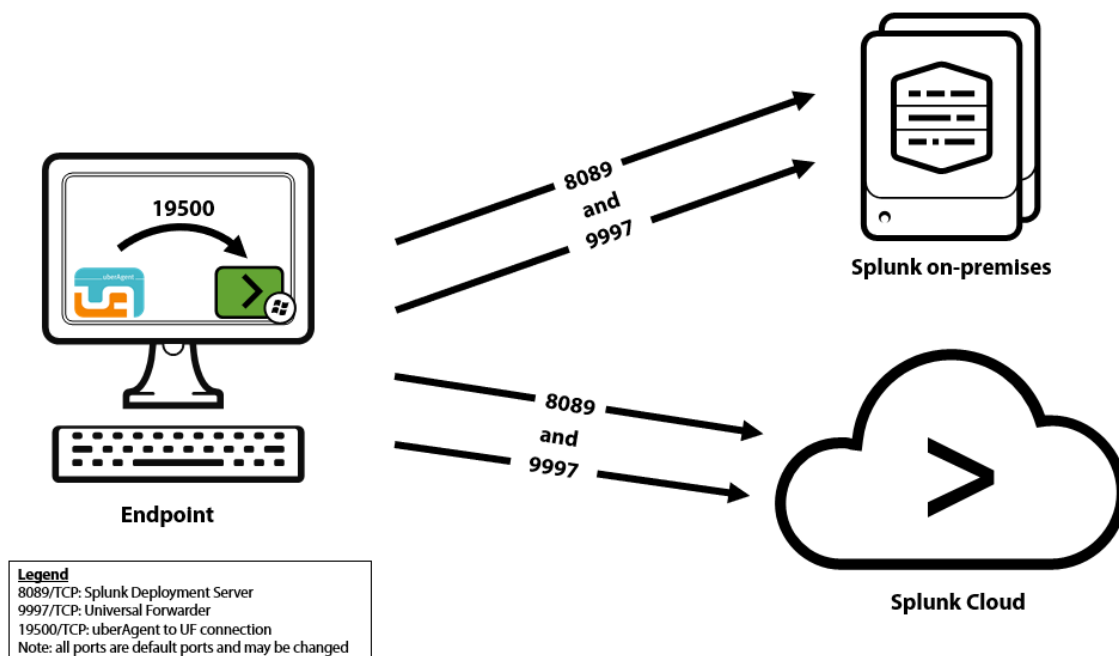 19500
uberAgent
8089
and
9997
Splunk on-premises
8089
and
9997
Endpoint
Splunk Cloud
Legend
8089/TCP: Splunk Deployment Server
9997/TCP: Universal Forwarder
19500/TCP: uberAgent to UF connection
Note: all ports are default ports and may be changed